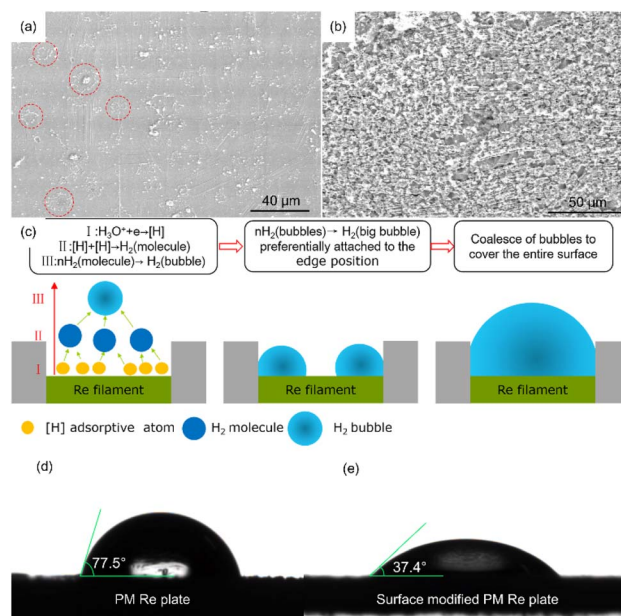 (a)
(b)
40 μm
50 μm
(c)
Ⅰ:H₃O⁺+e→[H]
Ⅱ:[H]+[H]→H₂(molecule)
Ⅲ:nH₂(molecule)→ H₂(bubble)
nH₂(bubbles)→ H₂(big bubble)
preferentially attached to the
edge position
Coalesce of bubbles to
cover the entire surface
Ⅲ
Ⅱ
Ⅰ
Re filament
Re filament
Re filament
[H] adsorptive atom
H₂ molecule
H₂ bubble
(d)
(e)
77.5°
37.4°
PM Re plate
Surface modified PM Re plate